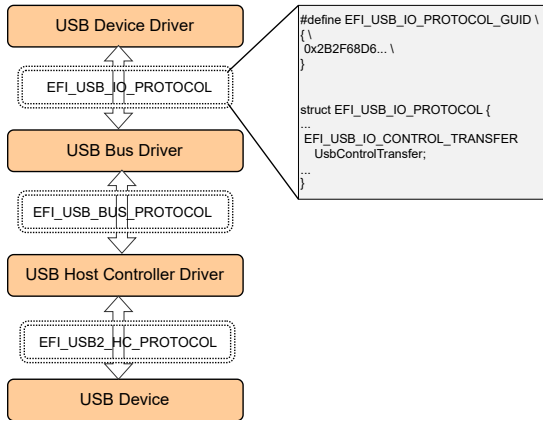 USB Device Driver
EFI_USB_IO_PROTOCOL
USB Bus Driver
EFI_USB_BUS_PROTOCOL
USB Host Controller Driver
EFI_USB2_HC_PROTOCOL
USB Device
#define EFI_USB_IO_PROTOCOL_GUID \
{ \
0x2B2F68D6... \
}
struct EFI_USB_IO_PROTOCOL {
...
EFI_USB_IO_CONTROL_TRANSFER
UsbControlTransfer;
...
}